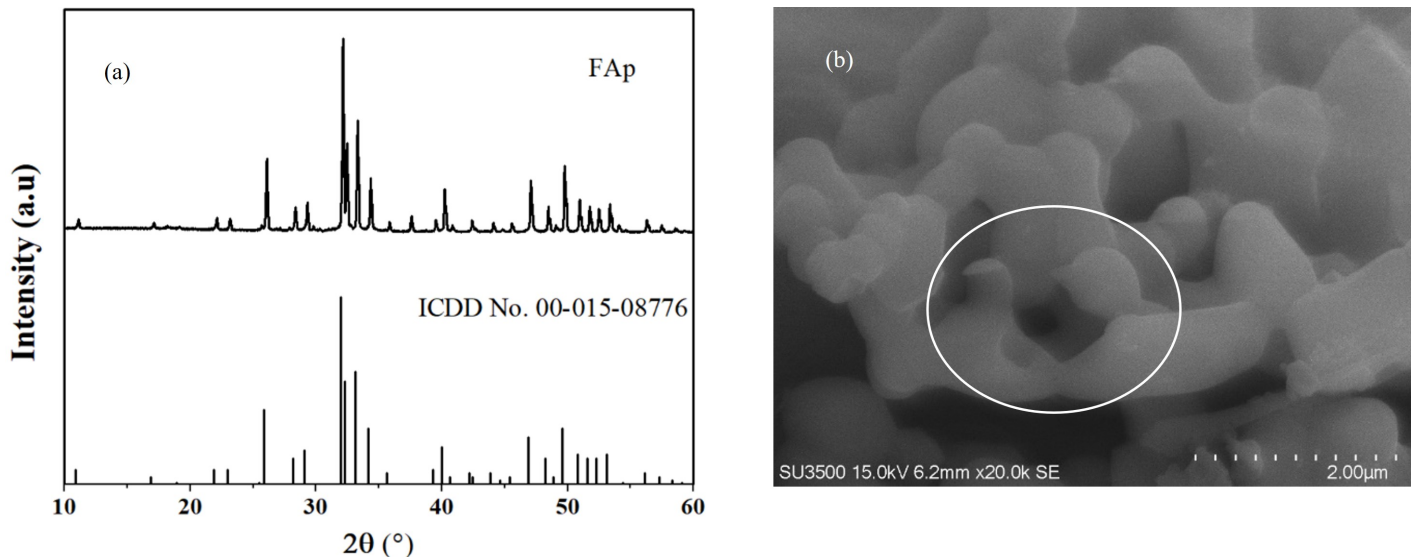 (a)
FAp
ICDD No. 00-015-08776
Intensity (a.u)
10
20
30
40
50
60
2θ (°)
(b)
SU3500 15.0kV 6.2mm x20.0k SE
2.00µm